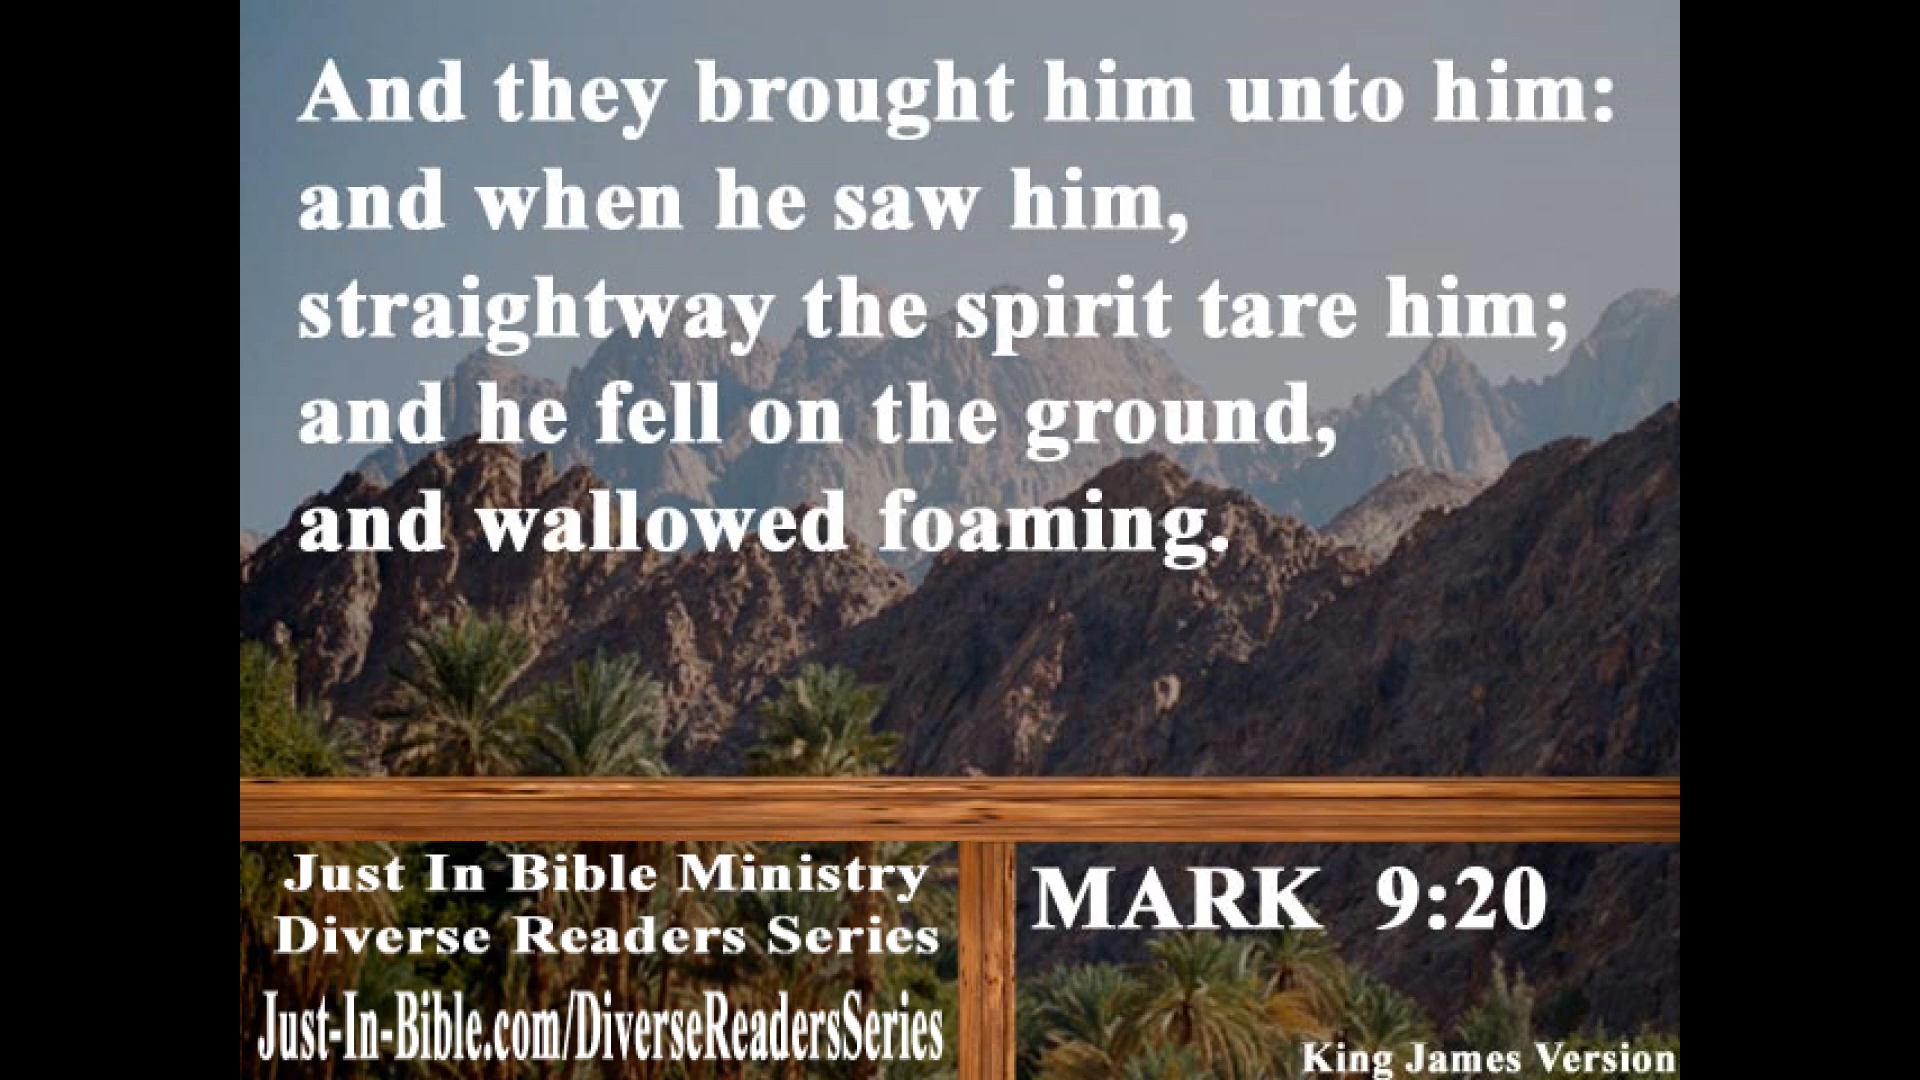 And they brought him unto him:
and when he saw him,
straightway the spirit tare him;
and he fell on the ground,
and wallowed foaming.
Just In Bible Ministry
Diverse Readers Series
Just-In-Bible.com/DiverseReadersSeries
MARK 9:20
King James Version